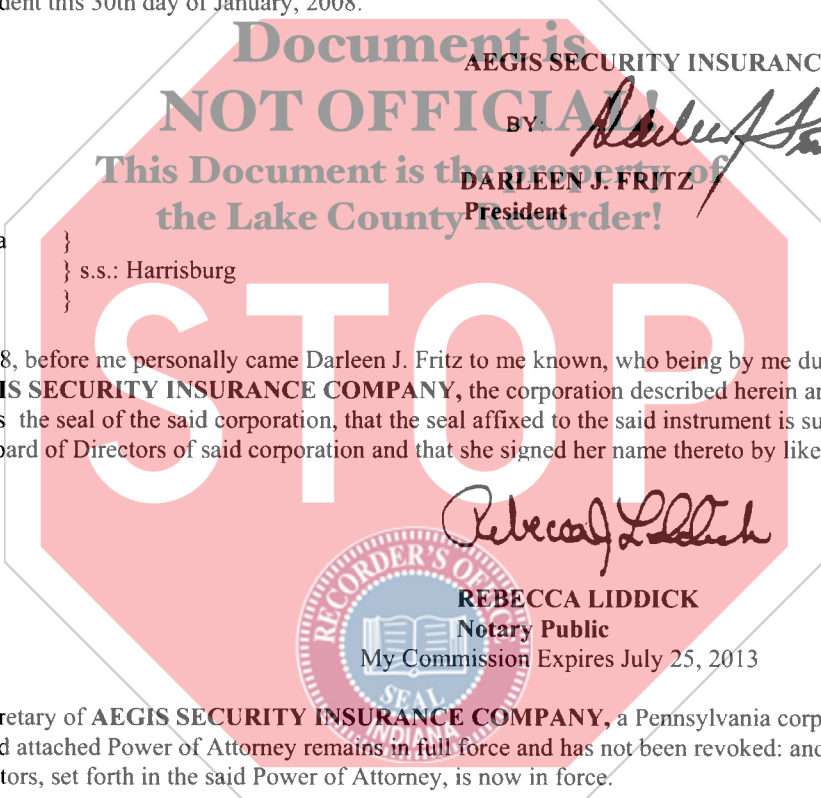 dent this 30th day of January, 2008.
Document is
AEGIS SECURITY INSURANC
NOT OFFICIAL!
BY: Darleen J. Fritz
This Document is the property of
DARLEEN J. FRITZ
the Lake County Recorder!
President
a }
} s.s.: Harrisburg
}
STOP
8, before me personally came Darleen J. Fritz to me known, who being by me du
IS SECURITY INSURANCE COMPANY, the corporation described herein an
s the seal of the said corporation, that the seal affixed to the said instrument is su
oard of Directors of said corporation and that she signed her name thereto by like
Rebecca J Liddick
RECORDER'S OFFICE
REBECCA LIDDICK
Notary Public
My Commission Expires July 25, 2013
SEAL
INDIANA
retary of AEGIS SECURITY INSURANCE COMPANY, a Pennsylvania corp
d attached Power of Attorney remains in full force and has not been revoked: and
tors, set forth in the said Power of Attorney, is now in force.